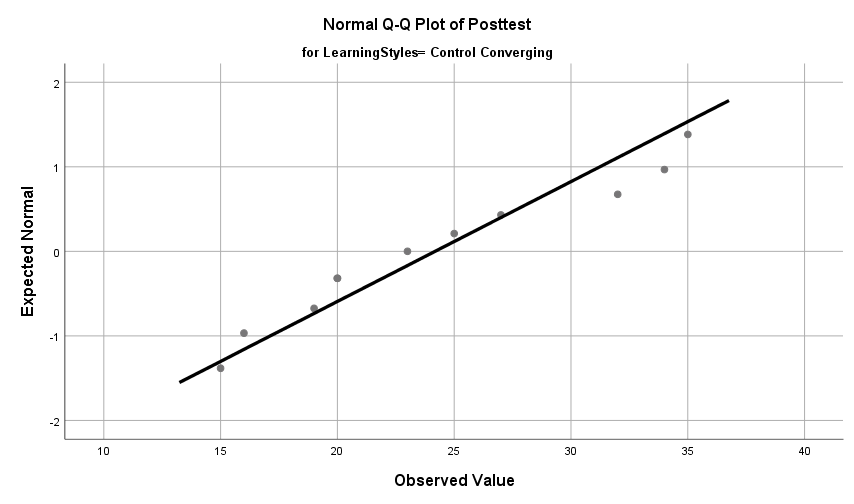 Normal Q-Q Plot of Posttest
for LearningStyles= Control Converging
2
1
0
-1
-2
Expected Normal
10 15 20 25 30 35 40
Observed Value